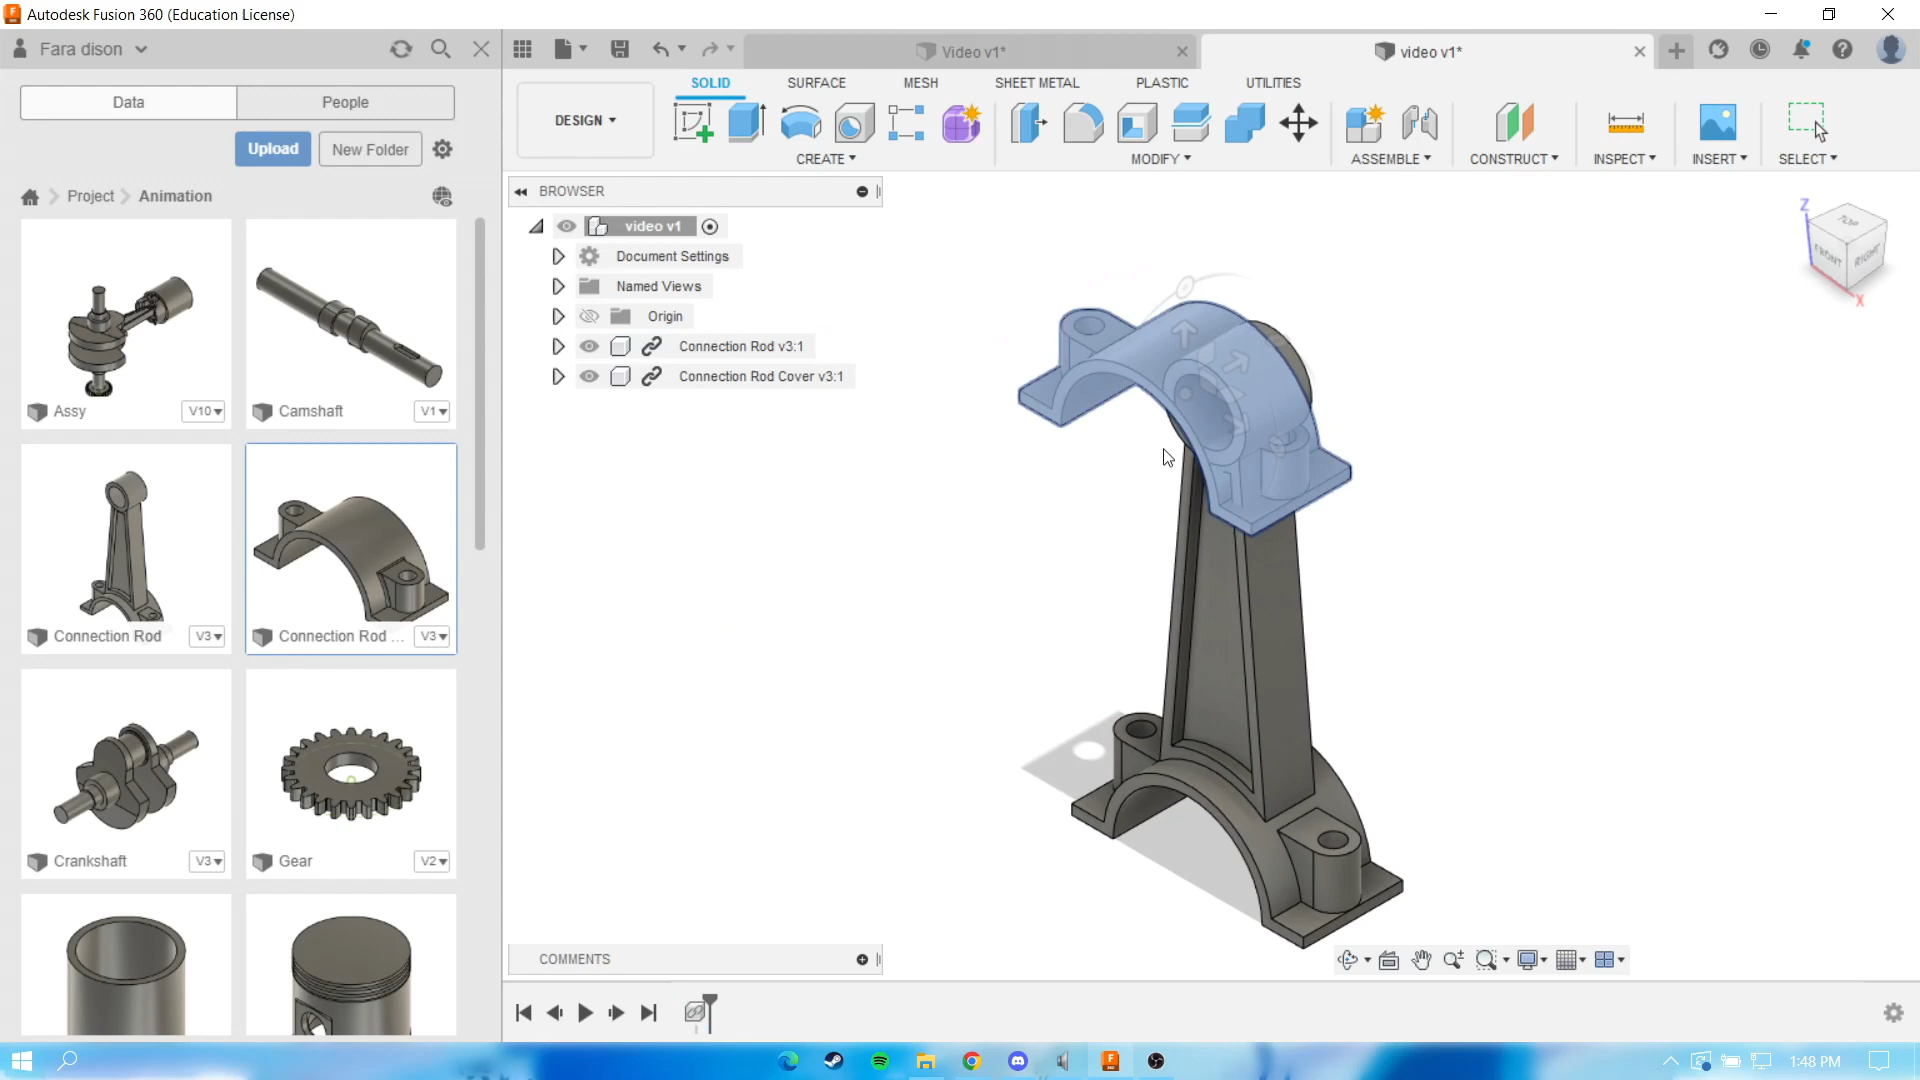 Autodesk Fusion 360 (Education License)
Fara dison
Video v1*
video v1*
Data
People
Upload
New Folder
Project
Animation
Assy
V10
Camshaft
V1
Connection Rod
V3
Connection Rod ...
V3
Crankshaft
V3
Gear
V2
SOLID
SURFACE
MESH
SHEET METAL
PLASTIC
UTILITIES
DESIGN
CREATE
MODIFY
ASSEMBLE
CONSTRUCT
INSPECT
INSERT
SELECT
BROWSER
video v1
Document Settings
Named Views
Origin
Connection Rod v3:1
Connection Rod Cover v3:1
Z
TOP
FRONT
RIGHT
X
COMMENTS
1:48 PM